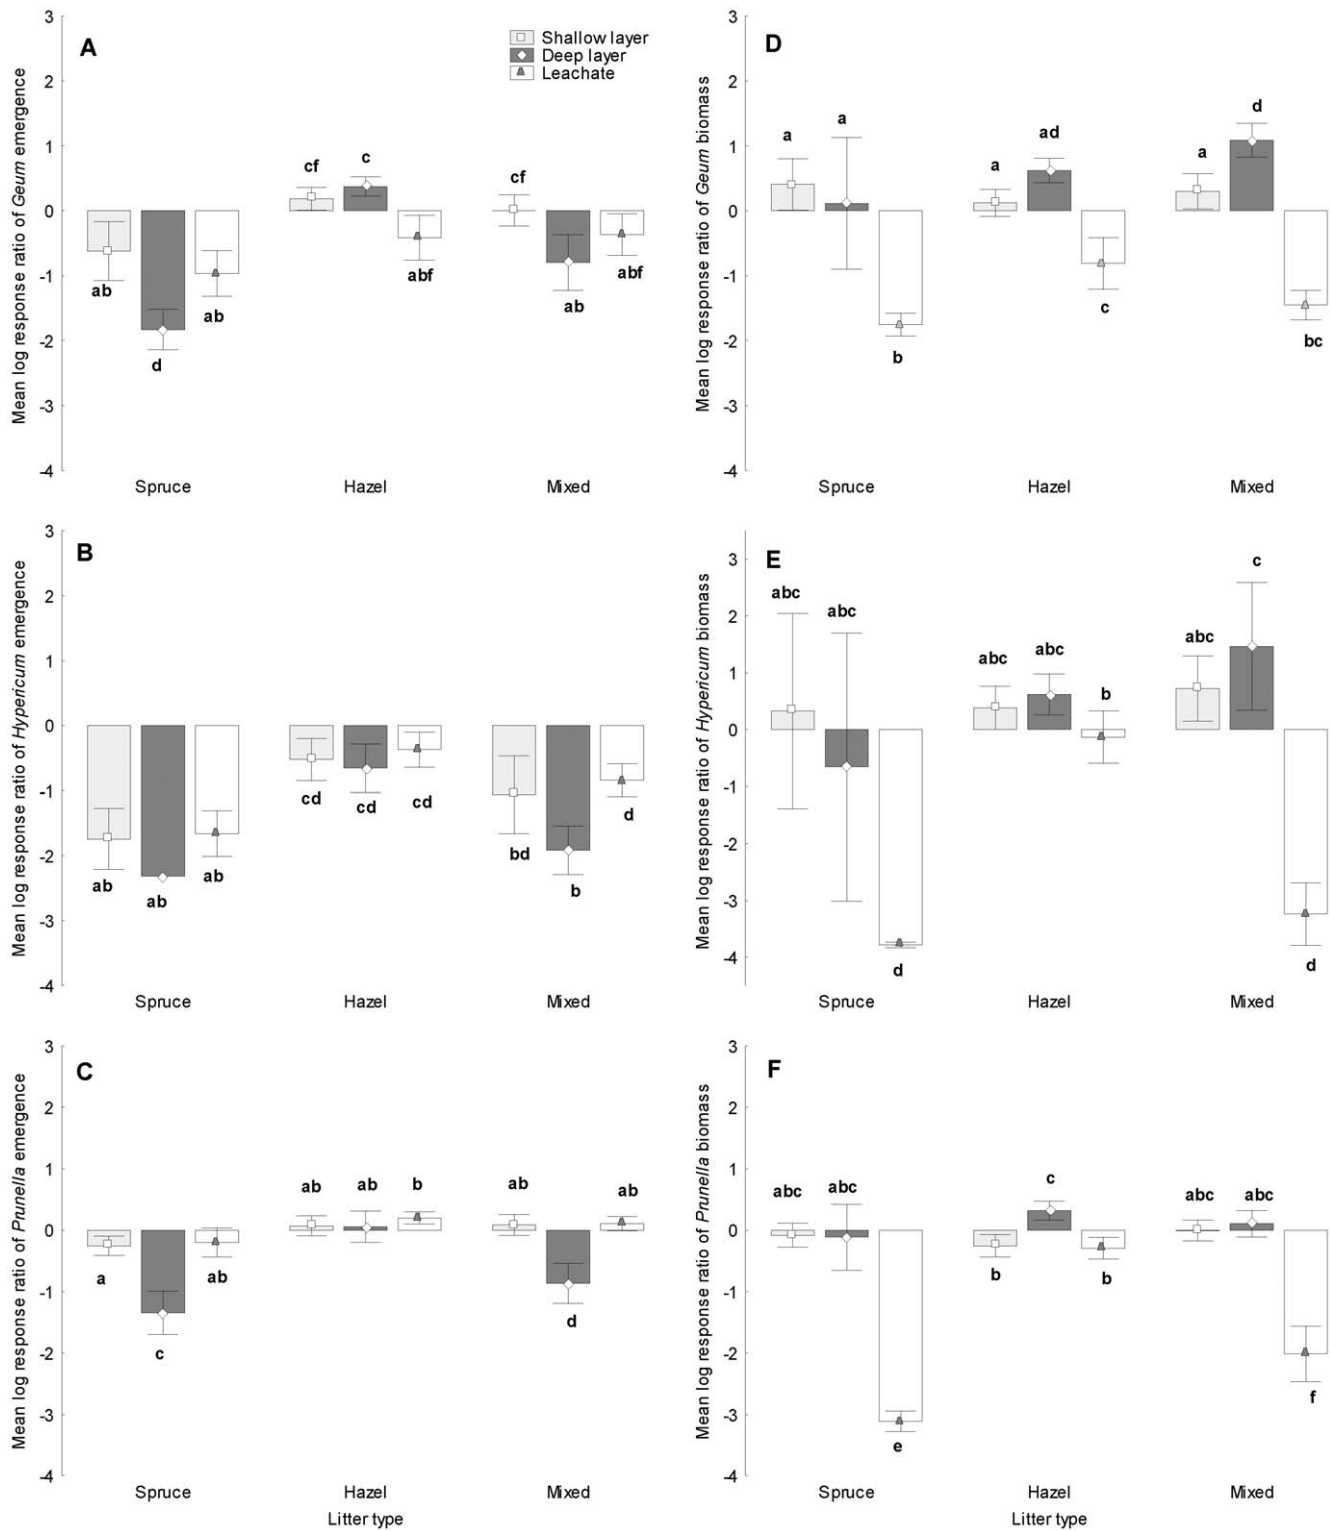 A
Shallow layer
Deep layer
Leachate
Mean log response ratio of Geum emergence
3
2
1
0
-1
-2
-3
-4
ab
d
ab
cf
c
abf
cf
ab
abf
Spruce
Hazel
Mixed
D
Mean log response ratio of Geum biomass
3
2
1
0
-1
-2
-3
-4
a
a
b
a
ad
c
a
d
bc
Spruce
Hazel
Mixed
B
Mean log response ratio of Hypericum emergence
3
2
1
0
-1
-2
-3
-4
ab
ab
ab
cd
cd
cd
bd
b
d
Spruce
Hazel
Mixed
E
Mean log response ratio of Hypericum biomass
3
2
1
0
-1
-2
-3
-4
abc
abc
d
abc
abc
b
abc
c
d
Spruce
Hazel
Mixed
C
Mean log response ratio of Prunella emergence
3
2
1
0
-1
-2
-3
-4
a
c
ab
ab
ab
b
ab
d
ab
Spruce
Hazel
Mixed
Litter type
F
Mean log response ratio of Prunella biomass
3
2
1
0
-1
-2
-3
-4
abc
abc
e
b
c
b
abc
abc
f
Spruce
Hazel
Mixed
Litter type